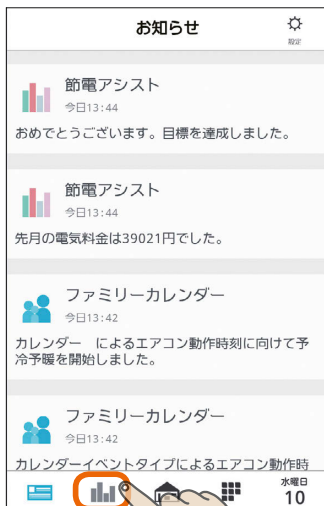 お知らせ
設定
節電アシスト
今日13:44
おめでとうございます。目標を達成しました。
節電アシスト
今日13:44
先月の電気料金は39021円でした。
ファミリーカレンダー
今日13:42
カレンダー　によるエアコン動作時刻に向けて予
冷予暖を開始しました。
ファミリーカレンダー
今日13:42
カレンダーイベントタイプによるエアコン動作時
水曜日
10